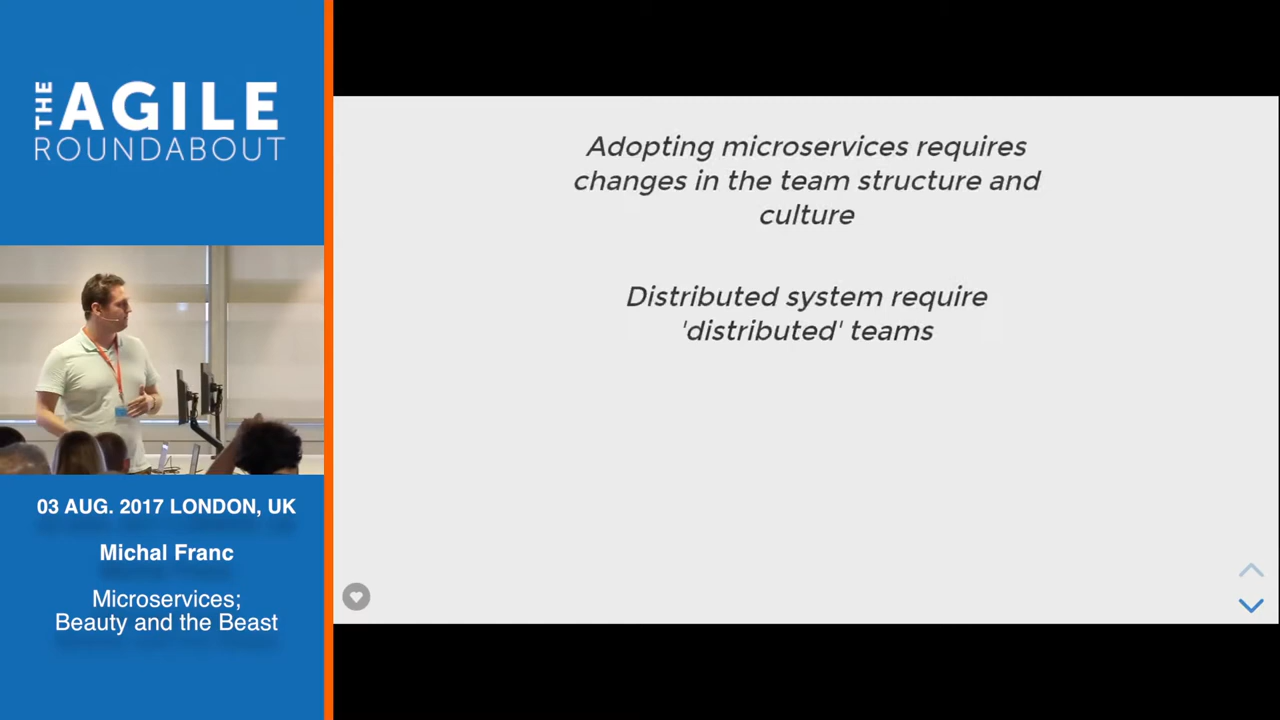 THE AGILE
ROUNDABOUT
03 AUG. 2017 LONDON, UK
Michal Franc
Microservices;
Beauty and the Beast
Adopting microservices requires
changes in the team structure and
culture
Distributed system require
'distributed' teams